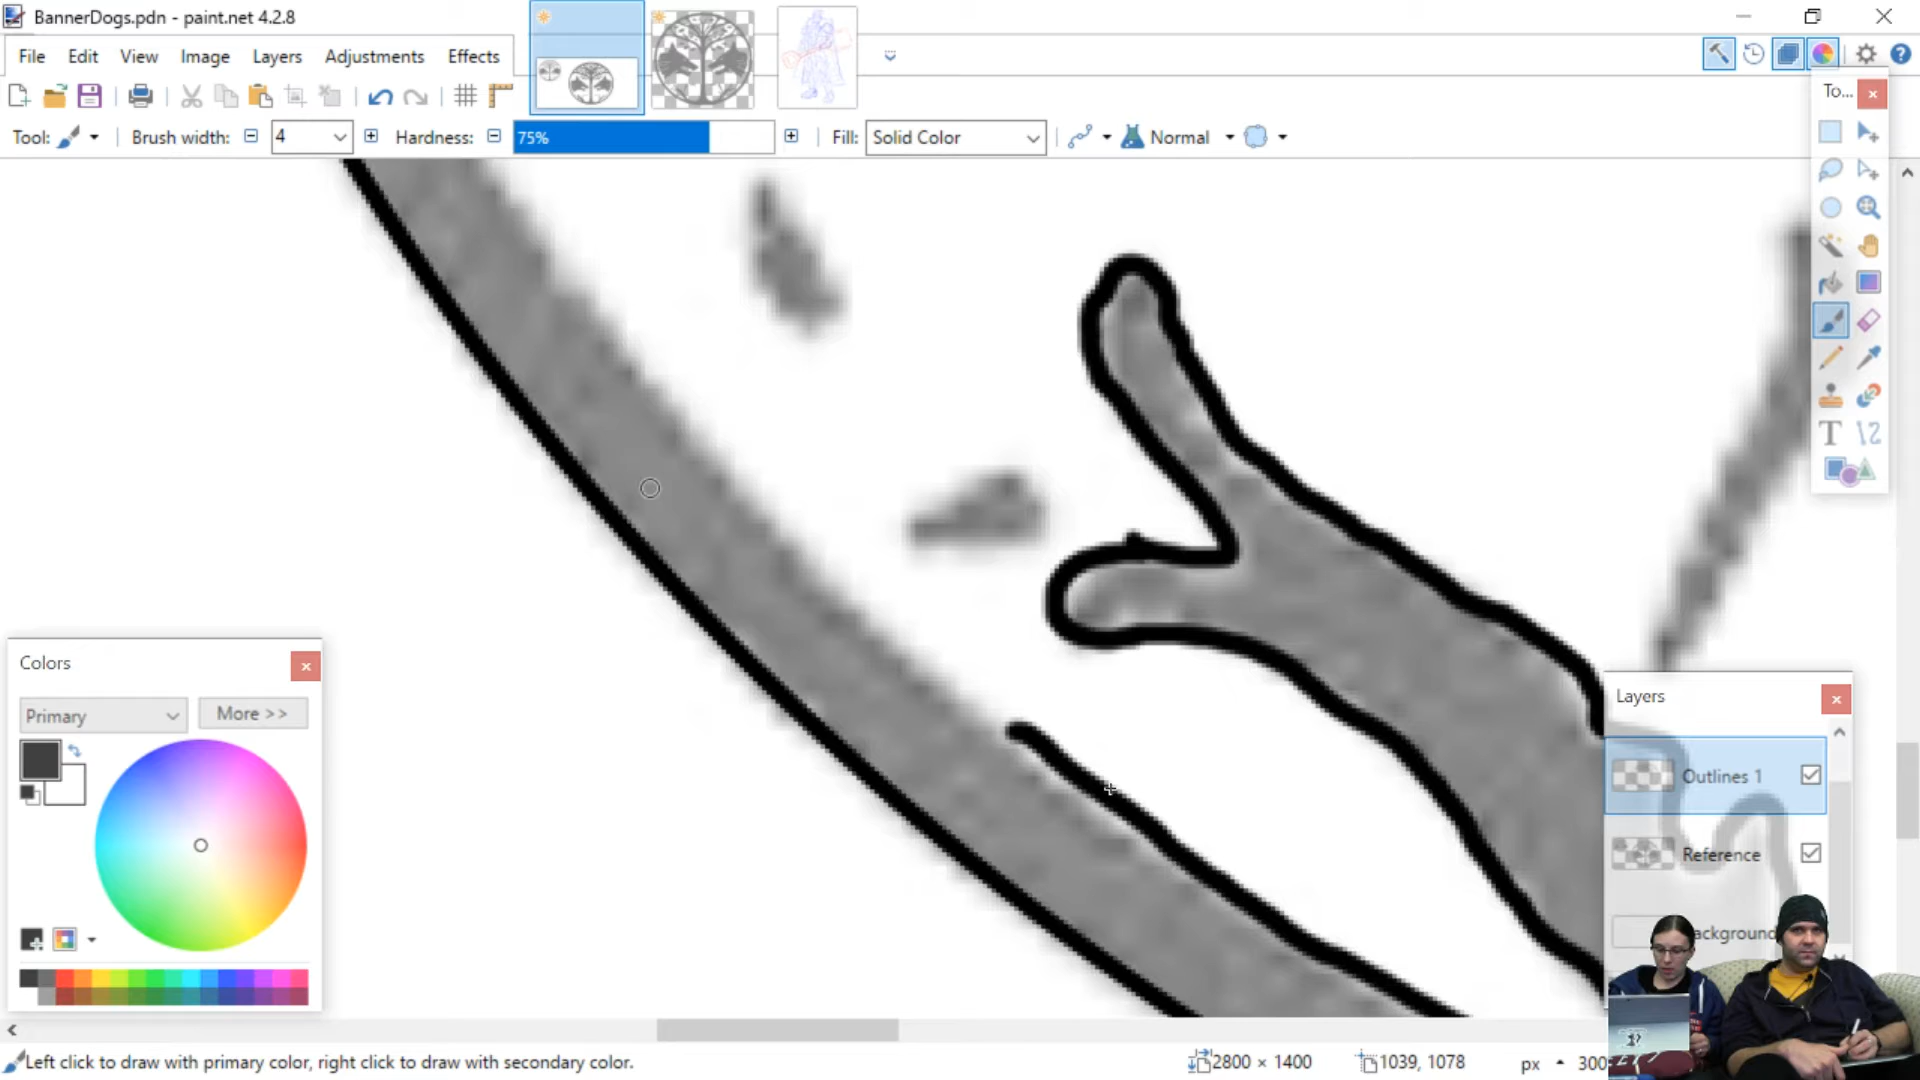 BannerDogs.pdn - paint.net 4.2.8
File Edit View Image Layers Adjustments Effects
Tool: Brush width: 4 Hardness: 75% Fill: Solid Color Normal
To...
Colors
Primary More >>
Layers
Outlines 1
Reference
ackground
Left click to draw with primary color, right click to draw with secondary color.
2800 × 1400 1039, 1078 px 300